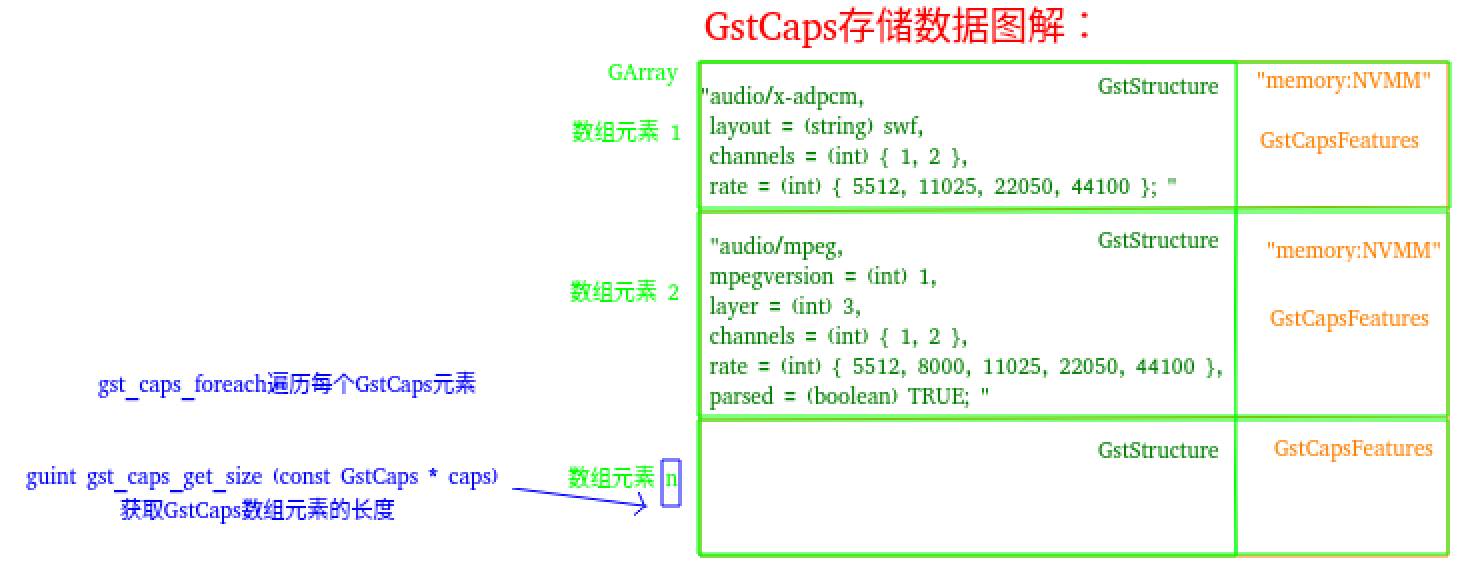 GstCaps存储数据图解：
GArray
数组元素 1
"audio/x-adpcm,
layout = (string) swf,
channels = (int) { 1, 2 },
rate = (int) { 5512, 11025, 22050, 44100 }; "
GstStructure
"memory:NVMM"
GstCapsFeatures
数组元素 2
"audio/mpeg,
mpegversion = (int) 1,
layer = (int) 3,
channels = (int) { 1, 2 },
rate = (int) { 5512, 8000, 11025, 22050, 44100 },
parsed = (boolean) TRUE; "
GstStructure
"memory:NVMM"
GstCapsFeatures
gst_caps_foreach遍历每个GstCaps元素
guint gst_caps_get_size (const GstCaps * caps)
获取GstCaps数组元素的长度
数组元素 n
GstStructure
GstCapsFeatures